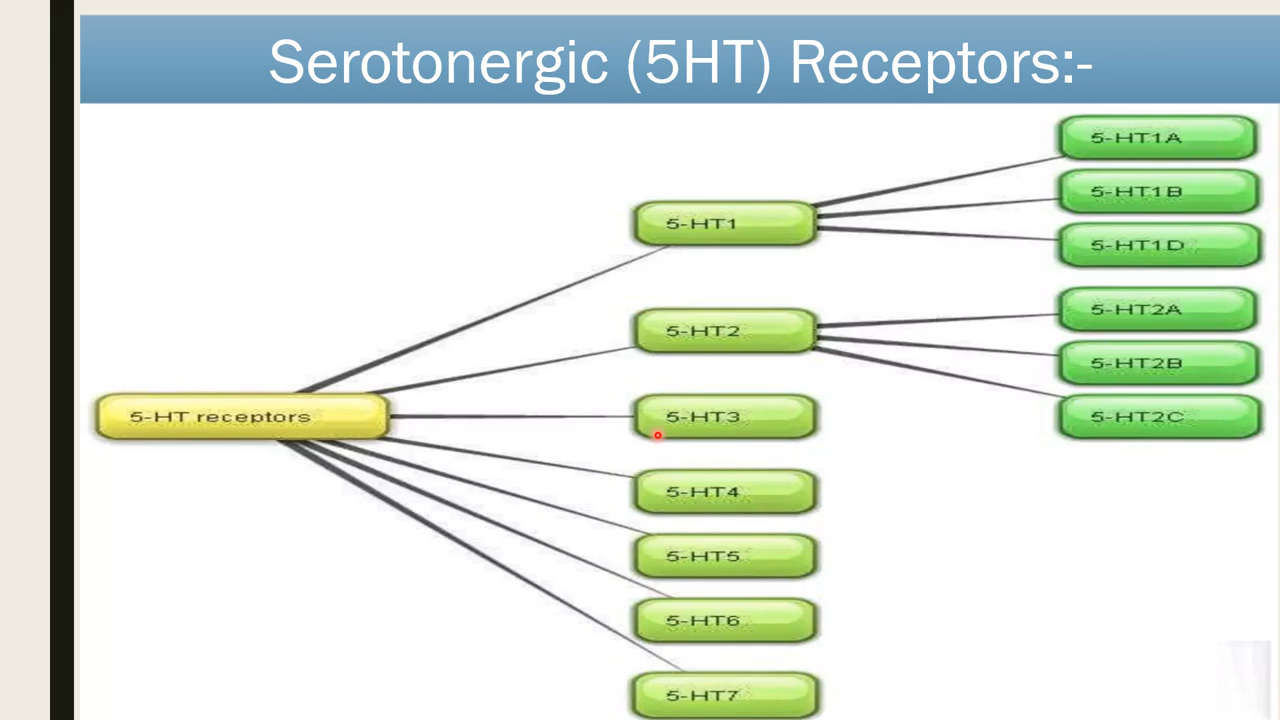 Serotonergic (5HT) Receptors:-
5-HT receptors
5-HT1
5-HT2
5-HT3
5-HT4
5-HT5
5-HT6
5-HT7
5-HT1A
5-HT1B
5-HT1D
5-HT2A
5-HT2B
5-HT2C